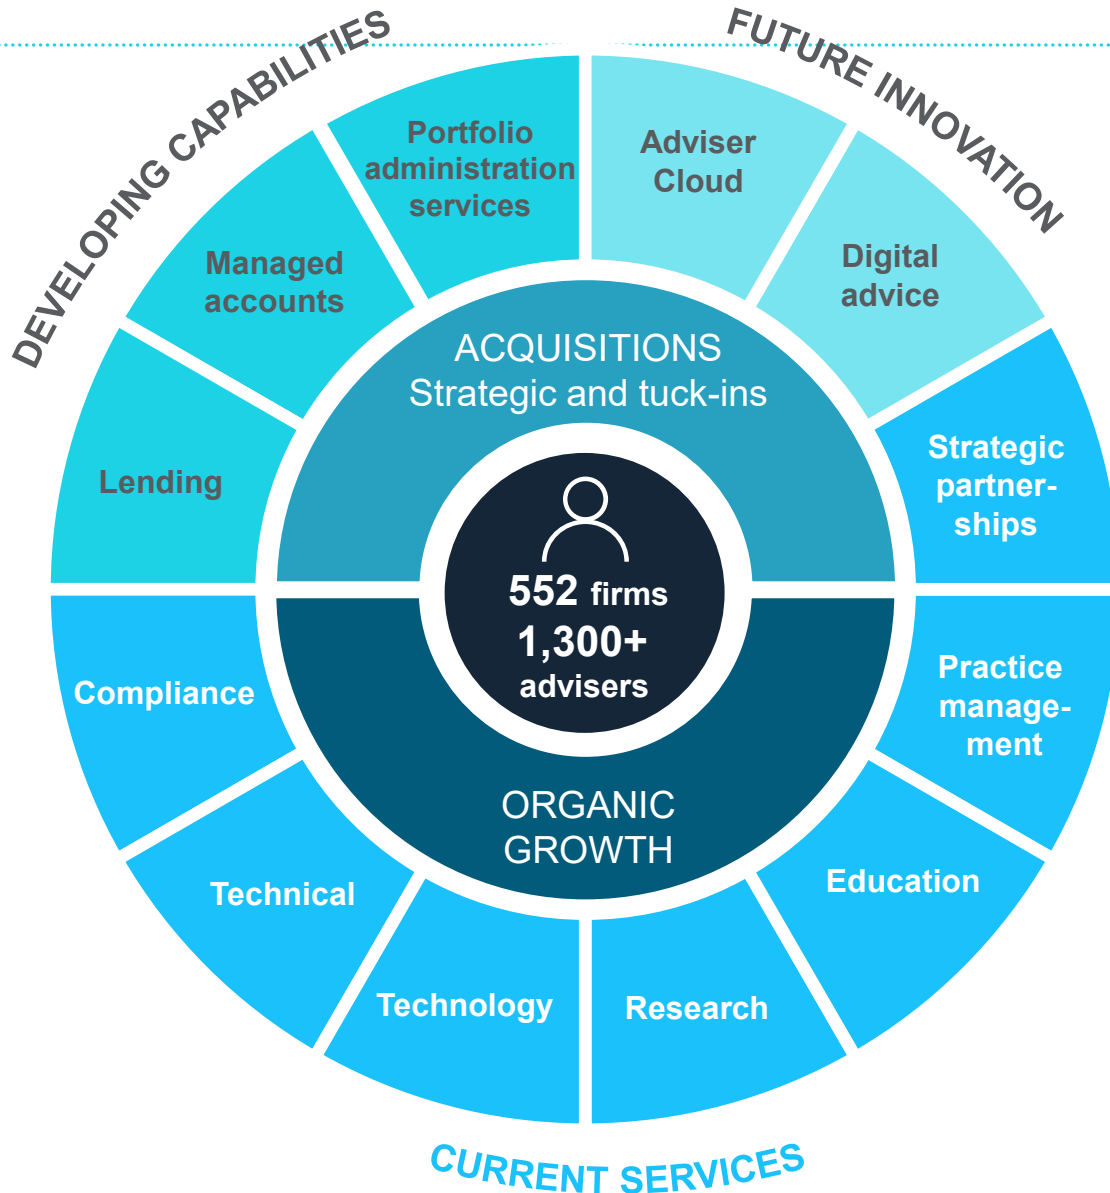 DEVELOPING CAPABILITIES
FUTURE INNOVATION
Portfolio
administration
services
Adviser
Cloud
Managed
accounts
Digital
advice
Lending
Strategic
partner-
ships
ACQUISITIONS
Strategic and tuck-ins
552 firms
1,300+
advisers
Compliance
Practice
manage-
ment
ORGANIC
GROWTH
Technical
Education
Technology
Research
CURRENT SERVICES